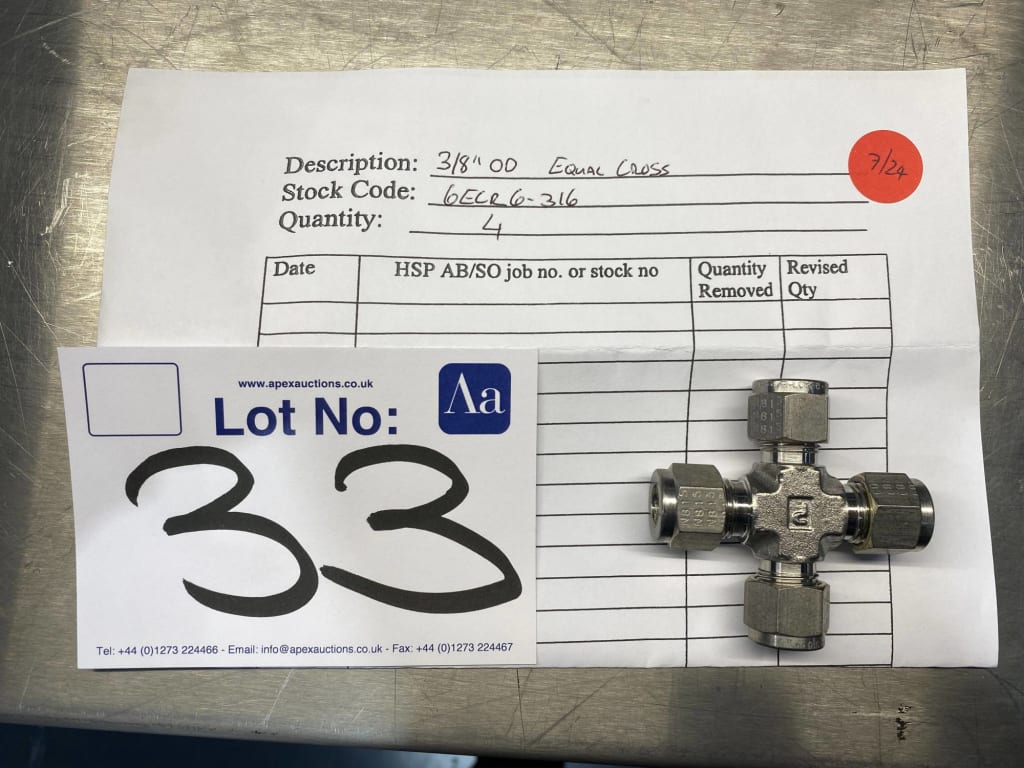 Description: 3/8" OD EQUAL CROSS
7/24
Stock Code: 6ECR6-316
Quantity: 4
Date HSP AB/SO job no. or stock no Quantity Removed Revised Qty
www.apexauctions.co.uk
Aa
Lot No:
33
Tel: +44 (0)1273 224466 - Email: info@apexauctions.co.uk - Fax: +44 (0)1273 224467